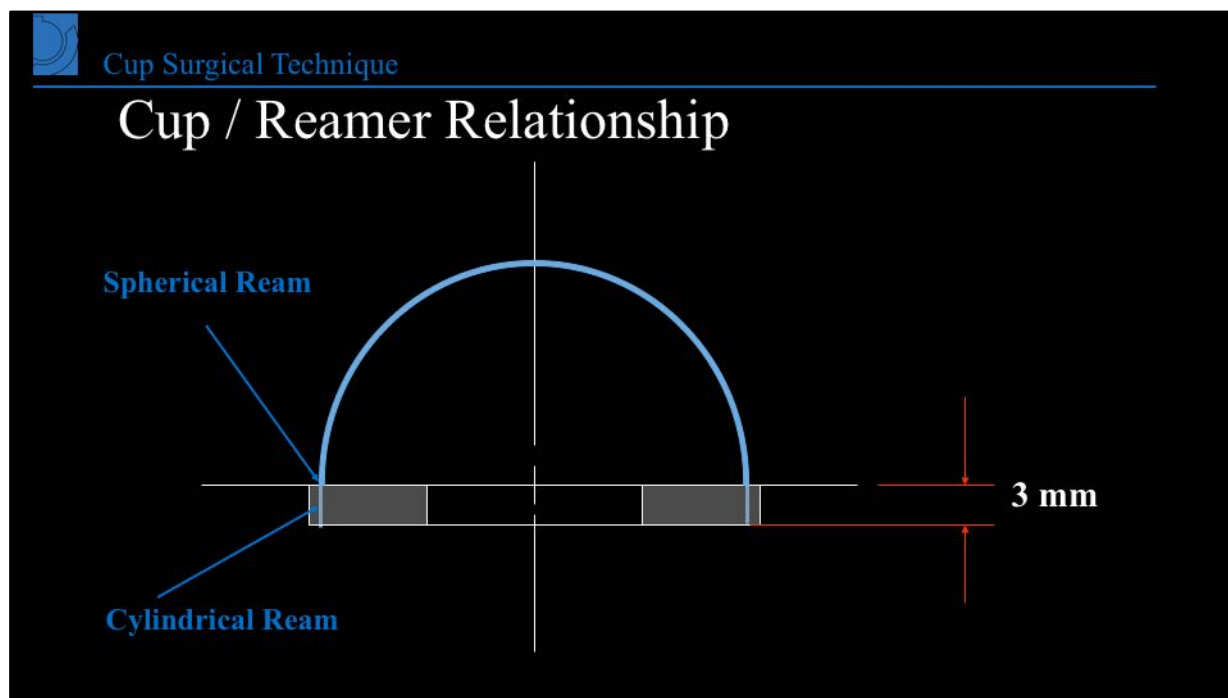 Cup Surgical Technique
Cup / Reamer Relationship
Spherical Ream
3 mm
Cylindrical Ream